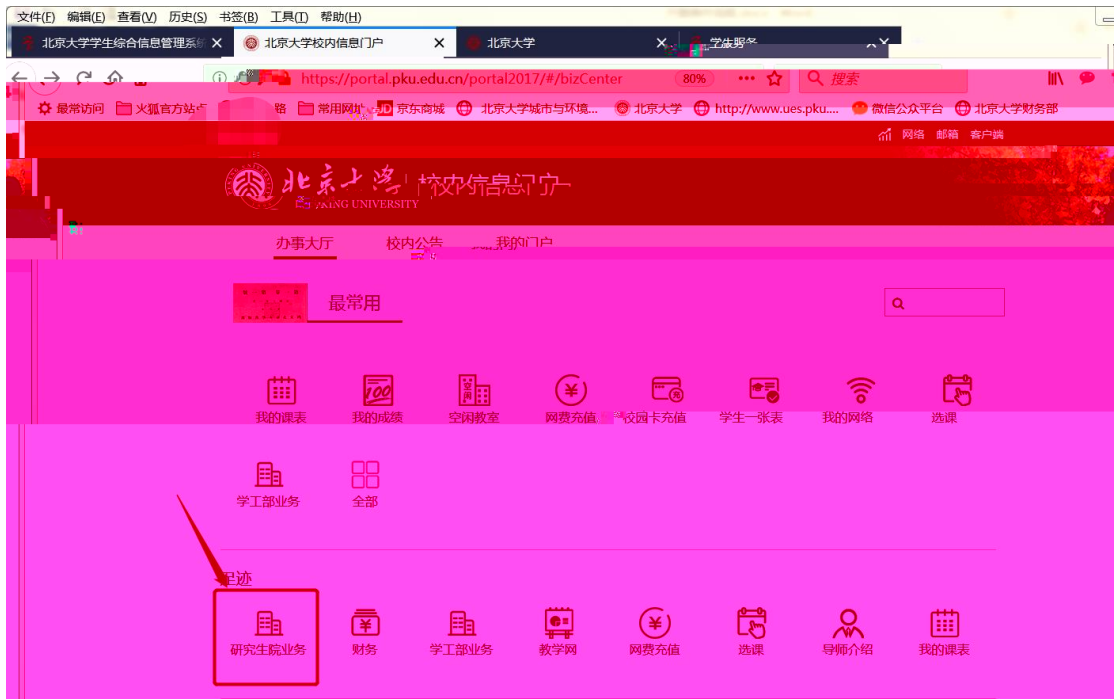 文件(F) 编辑(E) 查看(V) 历史(S) 书签(B) 工具(T) 帮助(H)
北京大学学生综合信息管理系统 × 北京大学校内信息门户 × 北京大学 × 学生服务 ×
https://portal.pku.edu.cn/portal2017/#/bizCenter 80% 搜索
最常访问 火狐官方站点 常用网址 JD 京东商城 北京大学城市与环境... 北京大学 http://www.ues.pku.... 微信公众平台 北京大学财务部
网络 邮箱 客户端
北京大学 校内信息门户
PEKING UNIVERSITY
办事大厅 校内公告 我的门户
最常用
100 空闲
我的课表 我的成绩 空闲教室 网费充值 校园卡充值 学生一张表 我的网络 选课
学工部业务 全部
足迹
研究生院业务 财务 学工部业务 教学网 网费充值 选课 导师介绍 我的课表